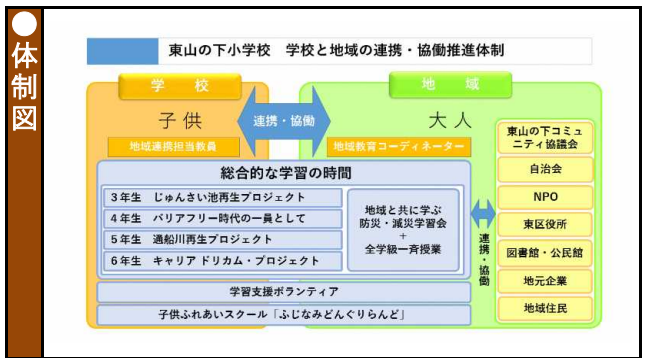 ●体制図
東山の下小学校　学校と地域の連携・協働推進体制
学　校
地　域
子供
連携・協働
大人
地域連携担当教員
地域教育コーディネーター
総合的な学習の時間
3年生　じゅんさい池再生プロジェクト
4年生　バリアフリー時代の一員として
5年生　通船川再生プロジェクト
6年生　キャリア ドリカム・プロジェクト
地域と共に学ぶ
防災・減災学習会
+
全学級一斉授業
学習支援ボランティア
子供ふれあいスクール「ふじなみどんぐりらんど」
連携・協働
東山の下コミュ
ニティ協議会
自治会
NPO
東区役所
図書館・公民館
地元企業
地域住民